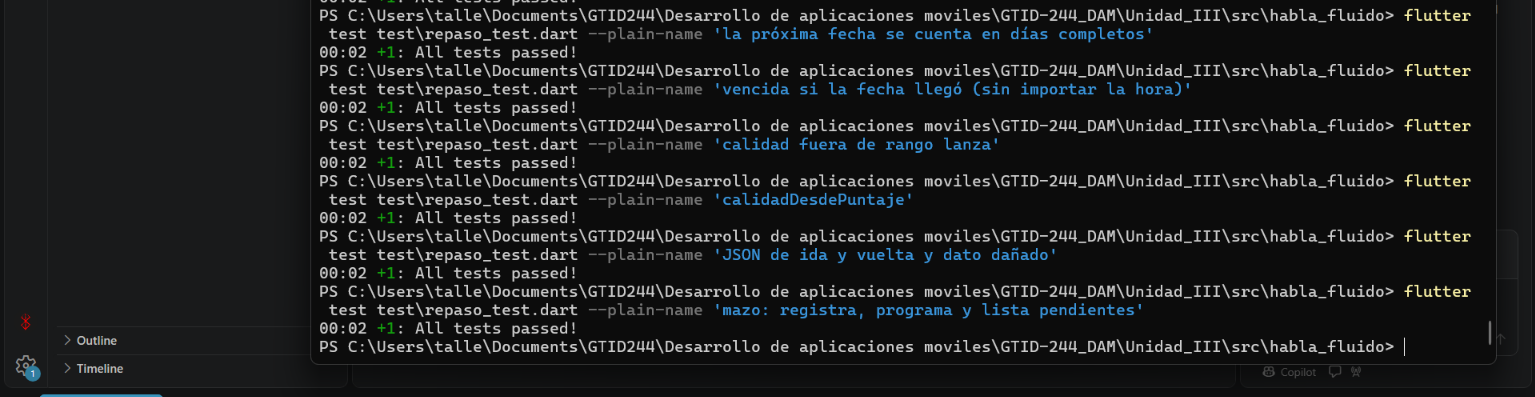 PS C:\Users\talle\Documents\GTID244\Desarrollo de aplicaciones moviles\GTID-244_DAM\Unidad_III\src\habla_fluido> flutter
test test\repaso_test.dart --plain-name 'la próxima fecha se cuenta en días completos'
00:02 +1: All tests passed!
PS C:\Users\talle\Documents\GTID244\Desarrollo de aplicaciones moviles\GTID-244_DAM\Unidad_III\src\habla_fluido> flutter
test test\repaso_test.dart --plain-name 'vencida si la fecha llegó (sin importar la hora)'
00:02 +1: All tests passed!
PS C:\Users\talle\Documents\GTID244\Desarrollo de aplicaciones moviles\GTID-244_DAM\Unidad_III\src\habla_fluido> flutter
test test\repaso_test.dart --plain-name 'calidad fuera de rango lanza'
00:02 +1: All tests passed!
PS C:\Users\talle\Documents\GTID244\Desarrollo de aplicaciones moviles\GTID-244_DAM\Unidad_III\src\habla_fluido> flutter
test test\repaso_test.dart --plain-name 'calidadDesdePuntaje'
00:02 +1: All tests passed!
PS C:\Users\talle\Documents\GTID244\Desarrollo de aplicaciones moviles\GTID-244_DAM\Unidad_III\src\habla_fluido> flutter
test test\repaso_test.dart --plain-name 'JSON de ida y vuelta y dato dañado'
00:02 +1: All tests passed!
PS C:\Users\talle\Documents\GTID244\Desarrollo de aplicaciones moviles\GTID-244_DAM\Unidad_III\src\habla_fluido> flutter
test test\repaso_test.dart --plain-name 'mazo: registra, programa y lista pendientes'
00:02 +1: All tests passed!
PS C:\Users\talle\Documents\GTID244\Desarrollo de aplicaciones moviles\GTID-244_DAM\Unidad_III\src\habla_fluido>
Outline
Timeline
1
Copilot